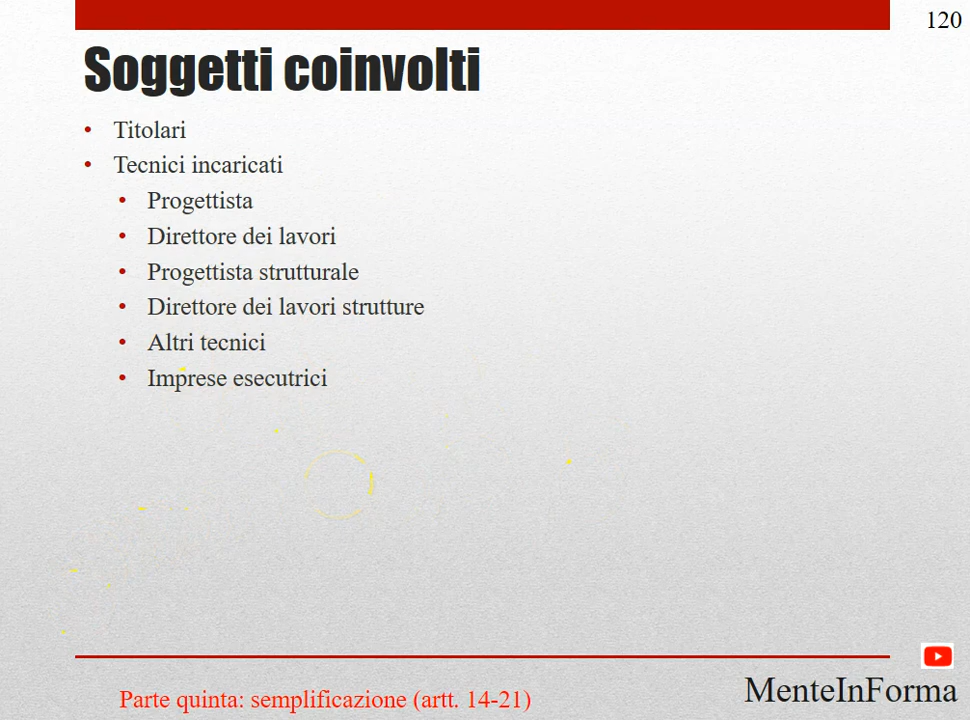 120
Soggetti coinvolti
• Titolari
• Tecnici incaricati
• Progettista
• Direttore dei lavori
• Progettista strutturale
• Direttore dei lavori strutture
• Altri tecnici
• Imprese esecutrici
Parte quinta: semplificazione (artt. 14-21)
MenteInForma